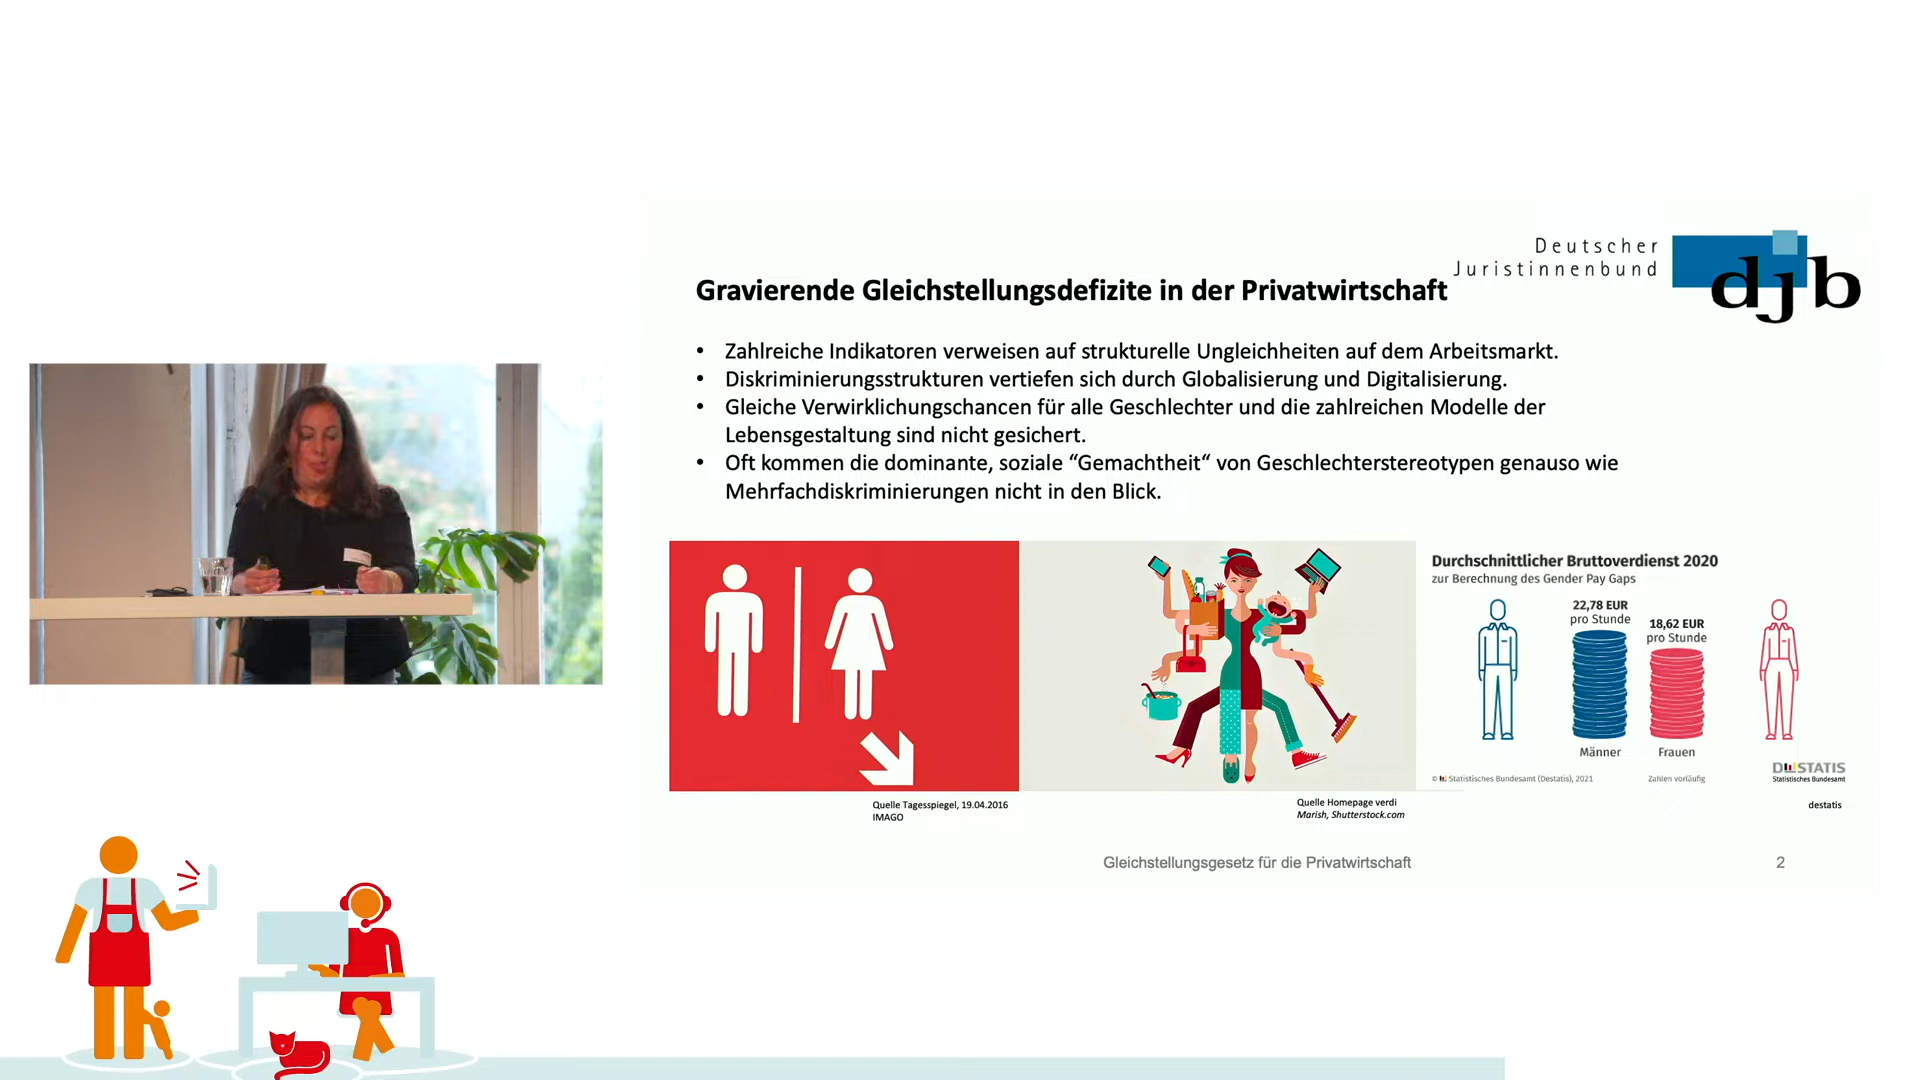 Deutscher
Juristinnenbund
djb
Gravierende Gleichstellungsdefizite in der Privatwirtschaft
• Zahlreiche Indikatoren verweisen auf strukturelle Ungleichheiten auf dem Arbeitsmarkt.
• Diskriminierungsstrukturen vertiefen sich durch Globalisierung und Digitalisierung.
• Gleiche Verwirklichungschancen für alle Geschlechter und die zahlreichen Modelle der
Lebensgestaltung sind nicht gesichert.
• Oft kommen die dominante, soziale “Gemachtheit“ von Geschlechterstereotypen genauso wie
Mehrfachdiskriminierungen nicht in den Blick.
Durchschnittlicher Bruttoverdienst 2020
zur Berechnung des Gender Pay Gaps
22,78 EUR
pro Stunde
18,62 EUR
pro Stunde
Männer
Frauen
© Statistisches Bundesamt (Destatis), 2021
Zahlen vorläufig
DESTATIS
Statistisches Bundesamt
Quelle Tagesspiegel, 19.04.2016
IMAGO
Quelle Homepage verdi
Marish, Shutterstock.com
destatis
Gleichstellungsgesetz für die Privatwirtschaft
2